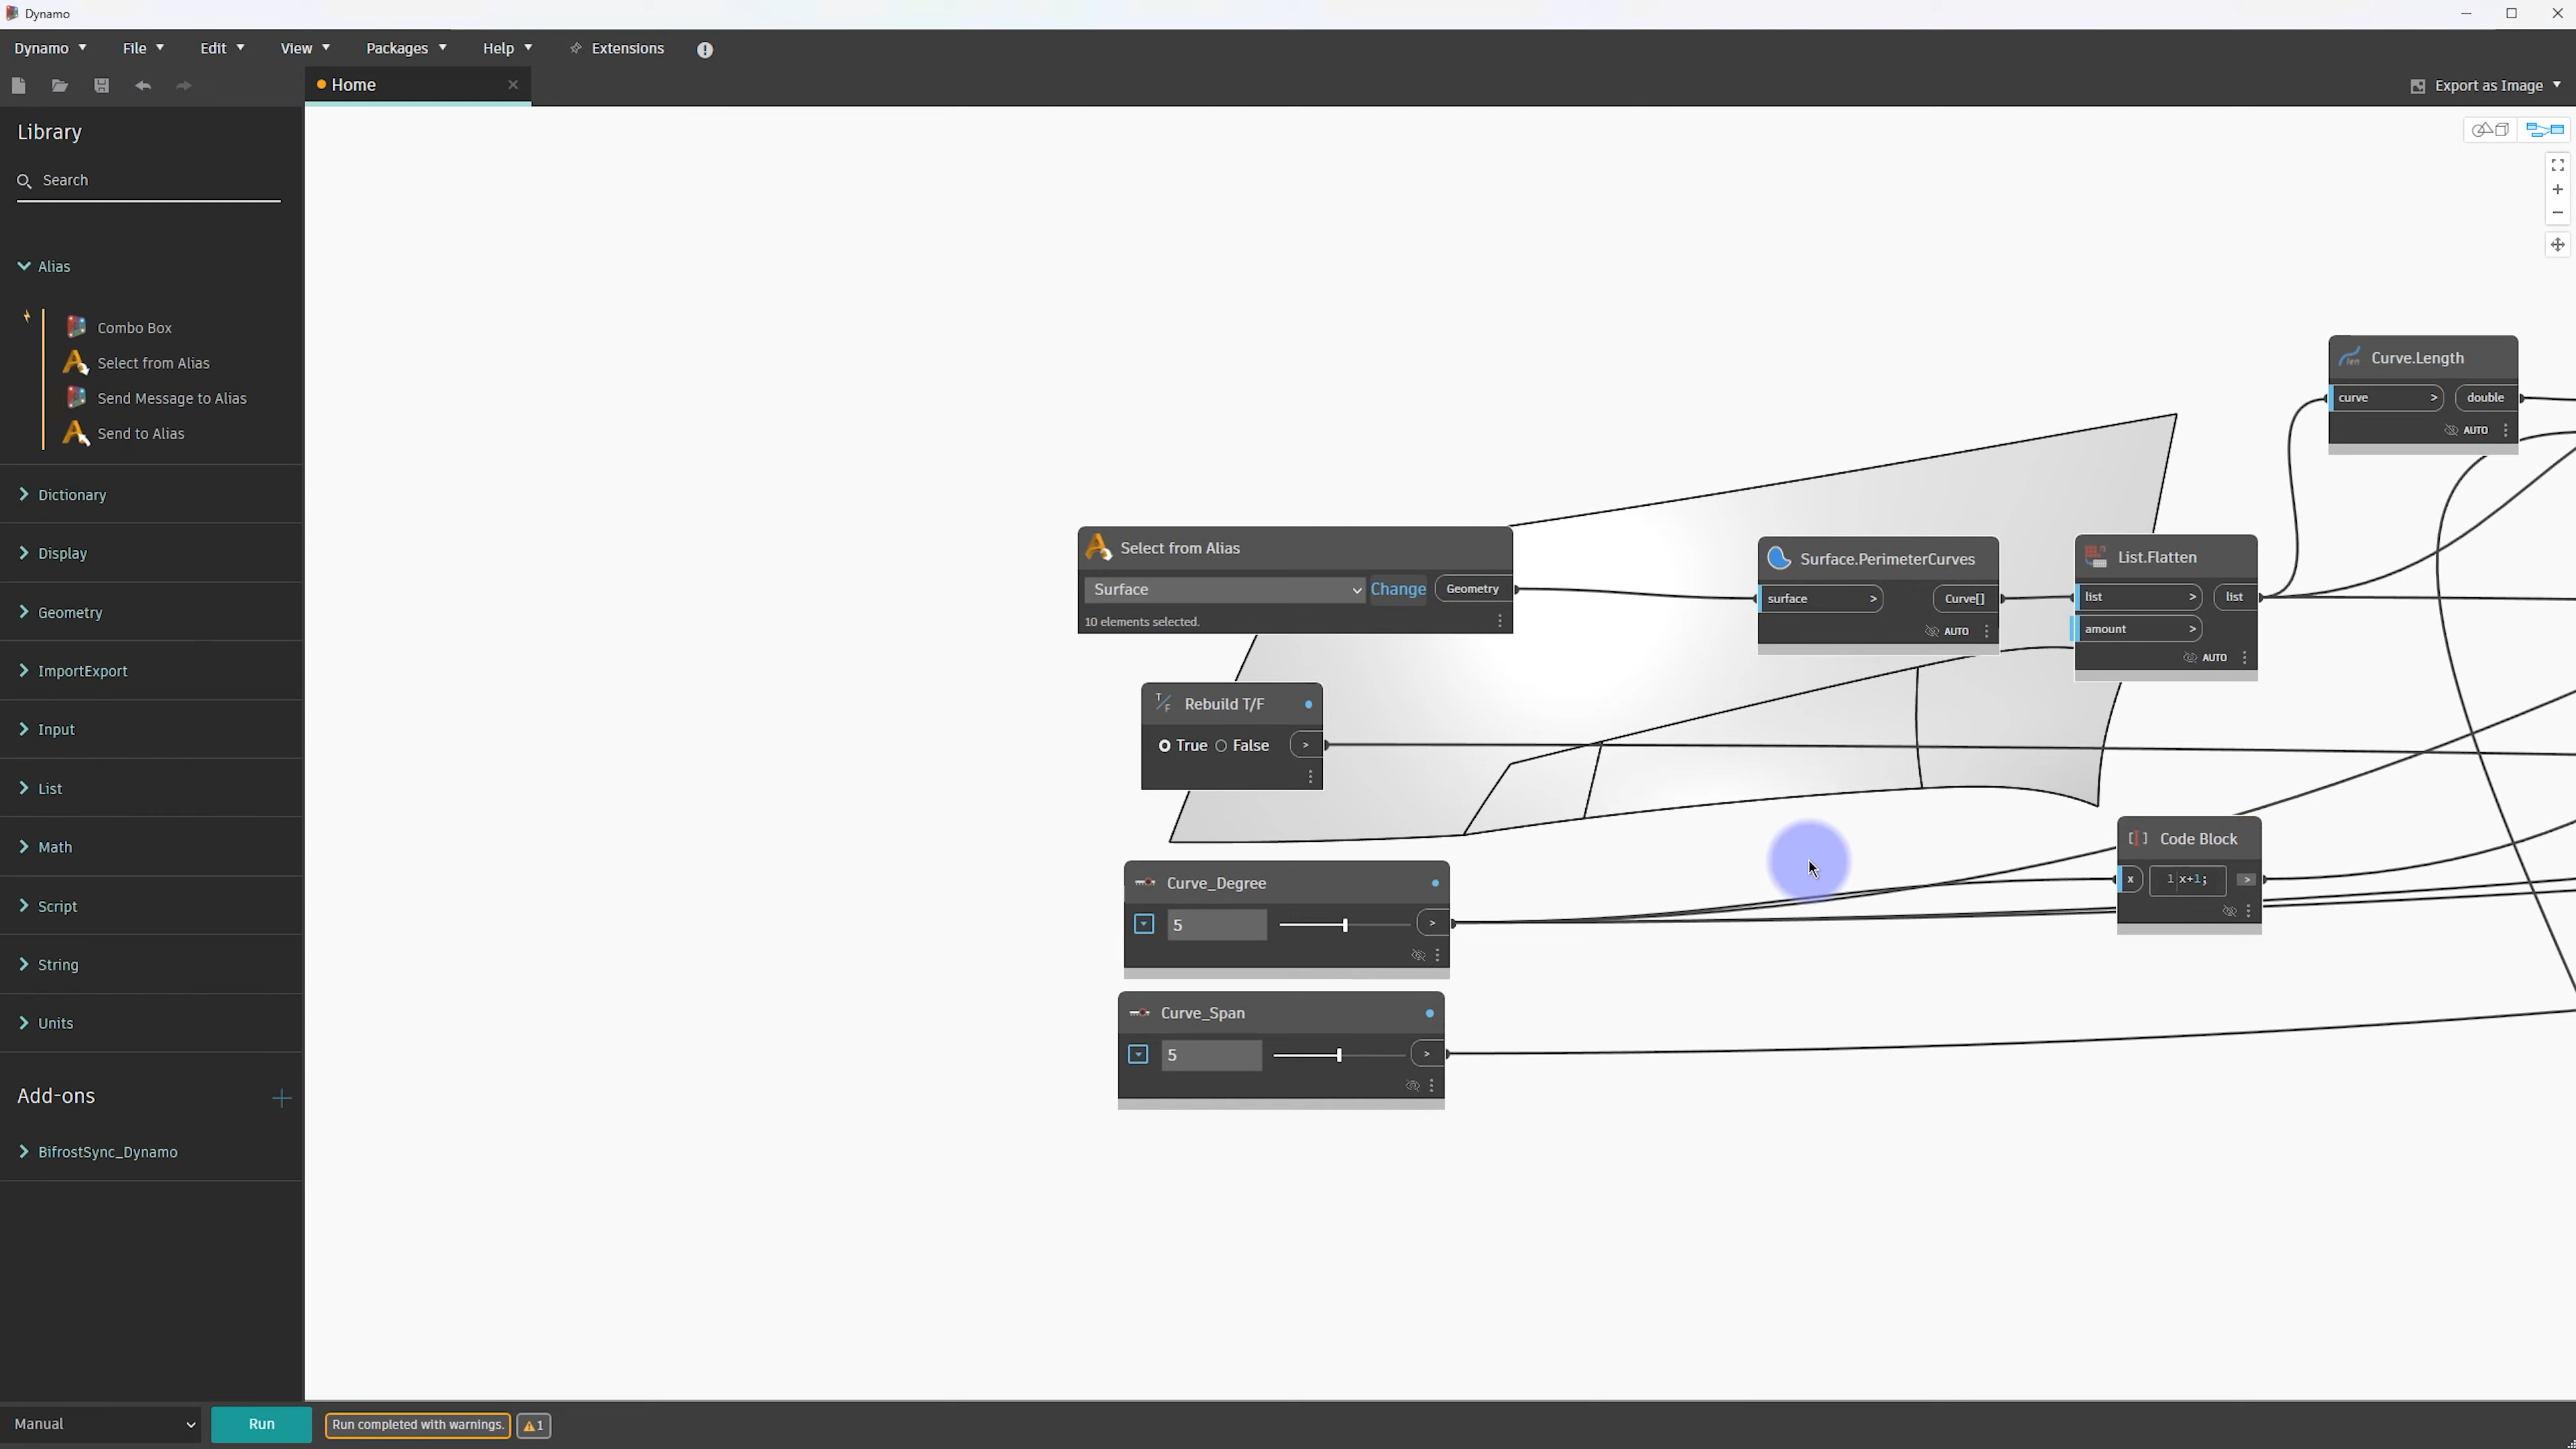 Dynamo
Dynamo File Edit View Packages Help Extensions
Home
Export as Image
Library
Search
Alias
Combo Box
Select from Alias
Send Message to Alias
Send to Alias
Dictionary
Display
Geometry
ImportExport
Input
List
Math
Script
String
Units
Add-ons
BifrostSync_Dynamo
Curve.Length
curve > double
AUTO
Select from Alias
Surface Change Geometry
10 elements selected.
Surface.PerimeterCurves
surface > Curve[]
AUTO
List.Flatten
list > list
amount >
AUTO
Rebuild T/F
True False >
Code Block
x 1 x+1; >
Curve_Degree
5 >
Curve_Span
5 >
Manual Run Run completed with warnings. 1